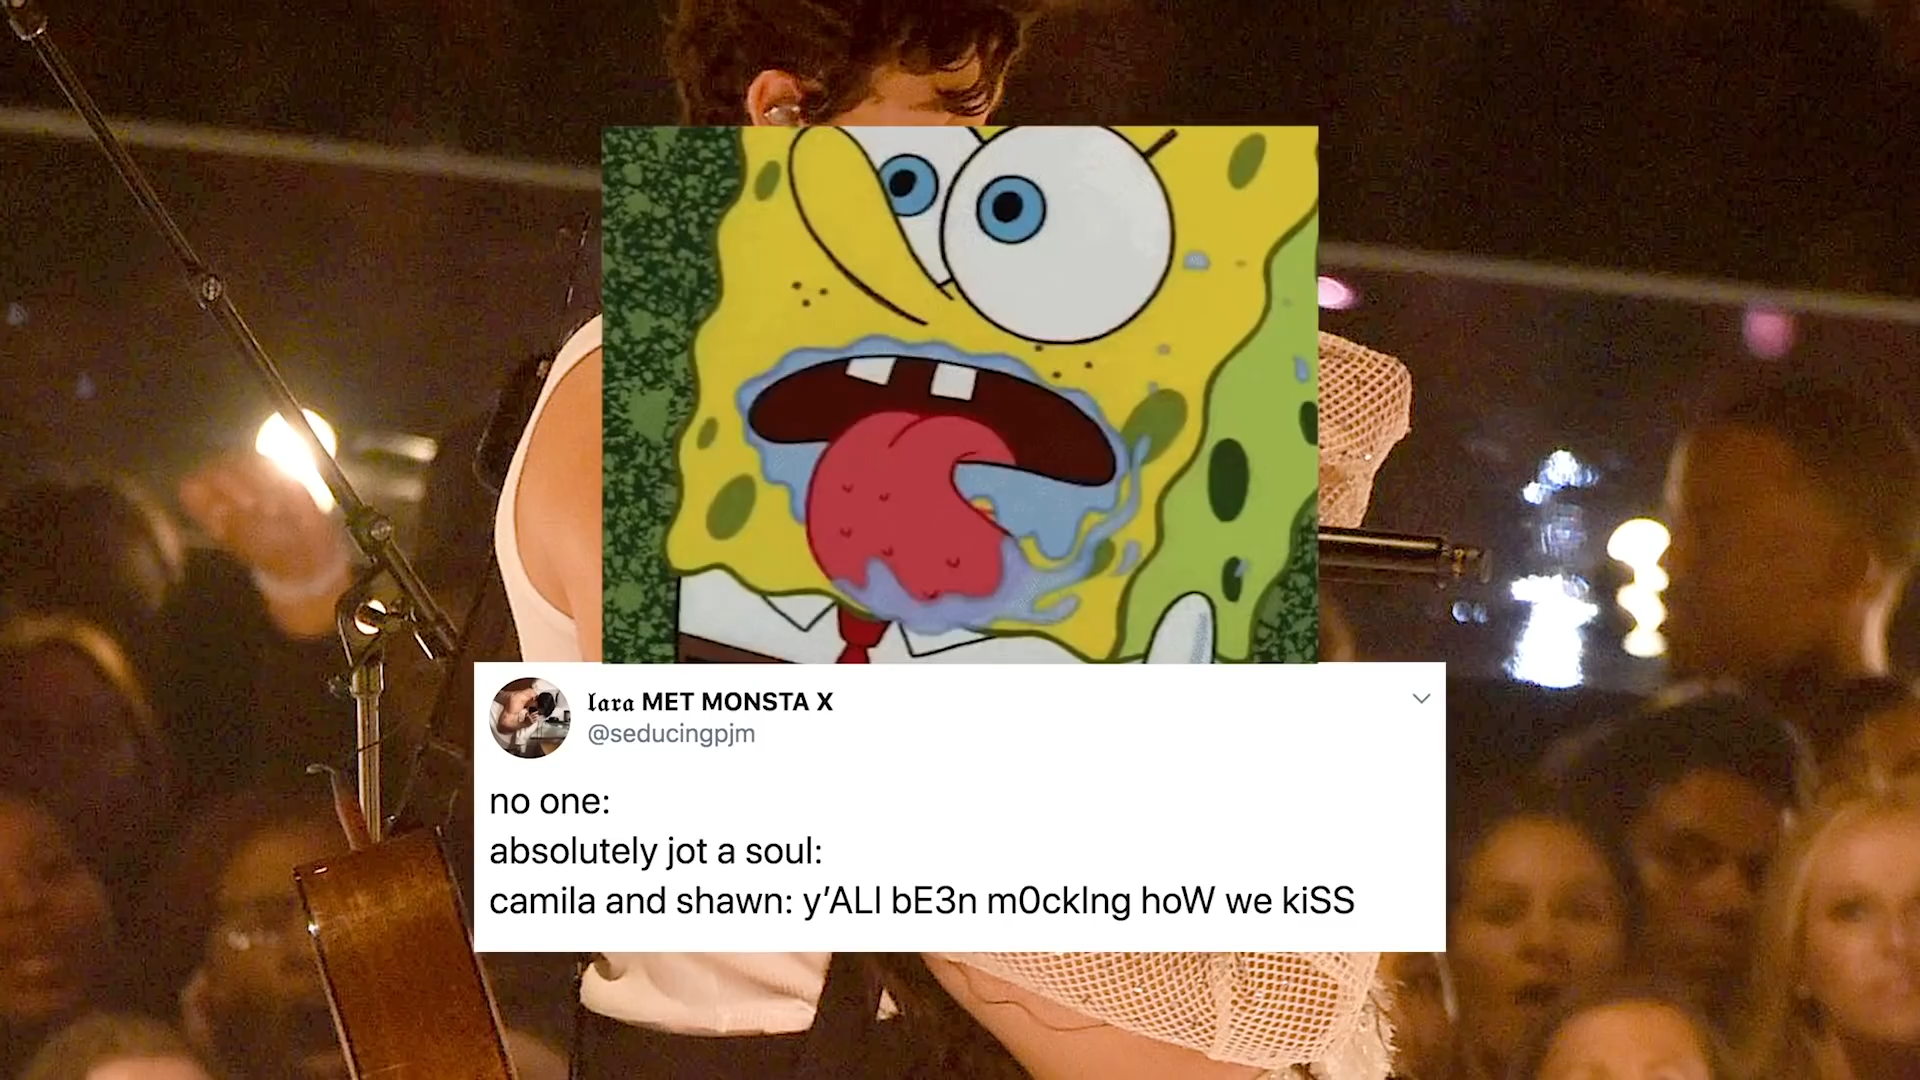 𝔩𝔞𝔯𝔞 MET MONSTA X
@seducingpjm
no one:
absolutely jot a soul:
camila and shawn: y’ALl bE3n m0ckIng hoW we kiSS